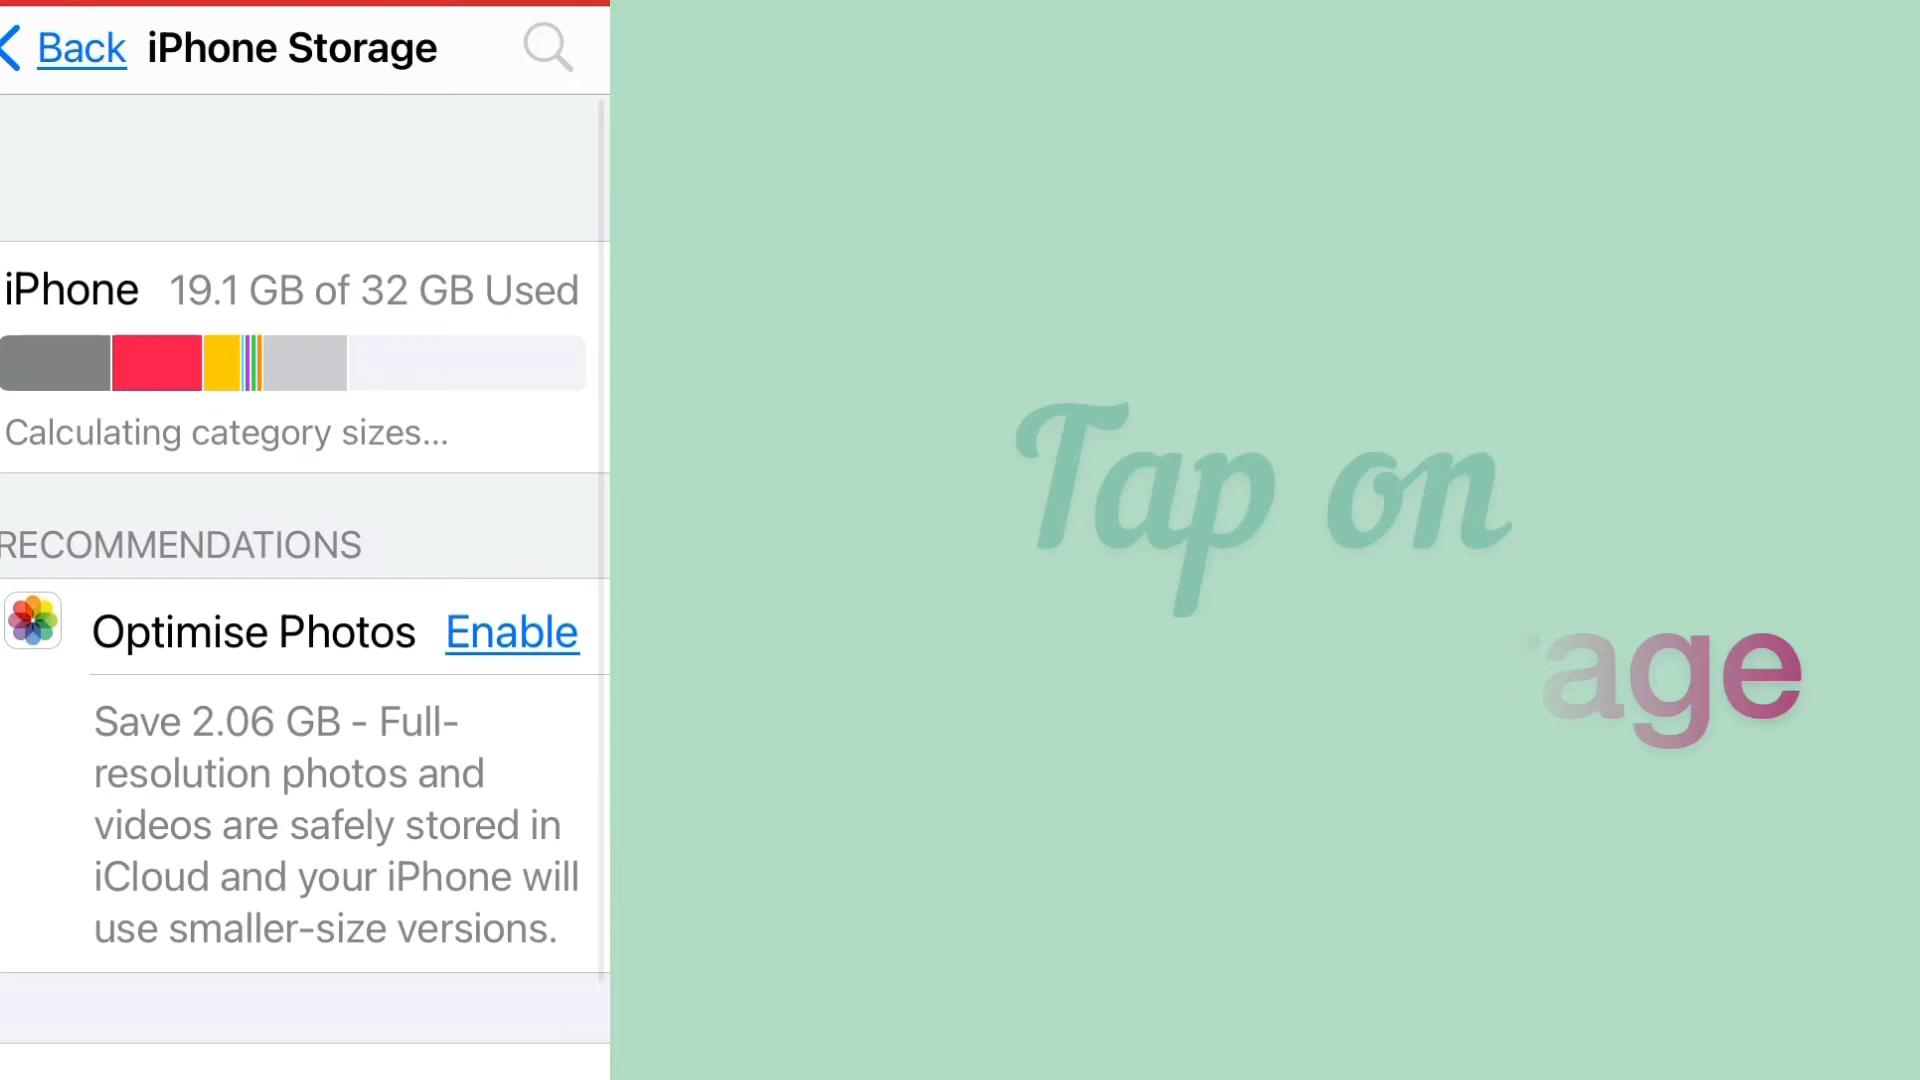 Back iPhone Storage
iPhone 19.1 GB of 32 GB Used
Calculating category sizes...
RECOMMENDATIONS
Optimise Photos Enable
Save 2.06 GB - Full-
resolution photos and
videos are safely stored in
iCloud and your iPhone will
use smaller-size versions.
Tap on
age